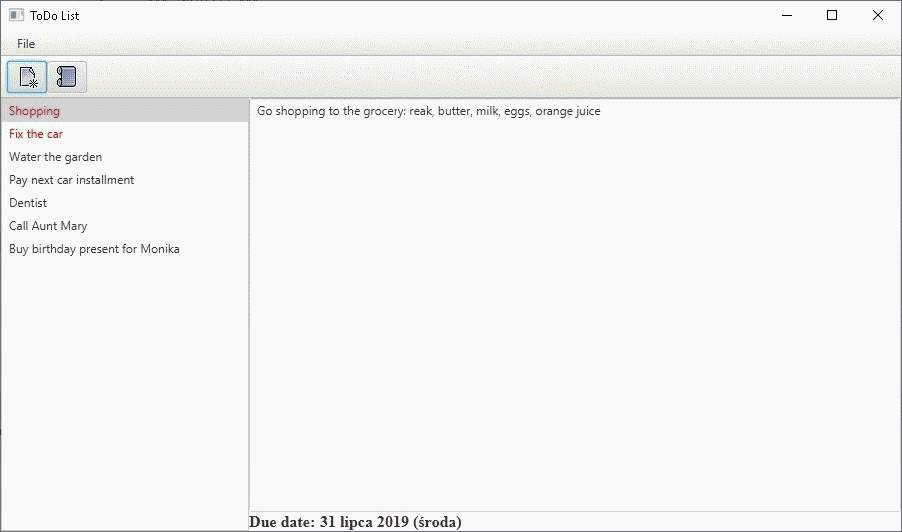 ToDo List
File
Shopping
Fix the car
Water the garden
Pay next car installment
Dentist
Call Aunt Mary
Buy birthday present for Monika
Go shopping to the grocery: reak, butter, milk, eggs, orange juice
Due date: 31 lipca 2019 (środa)